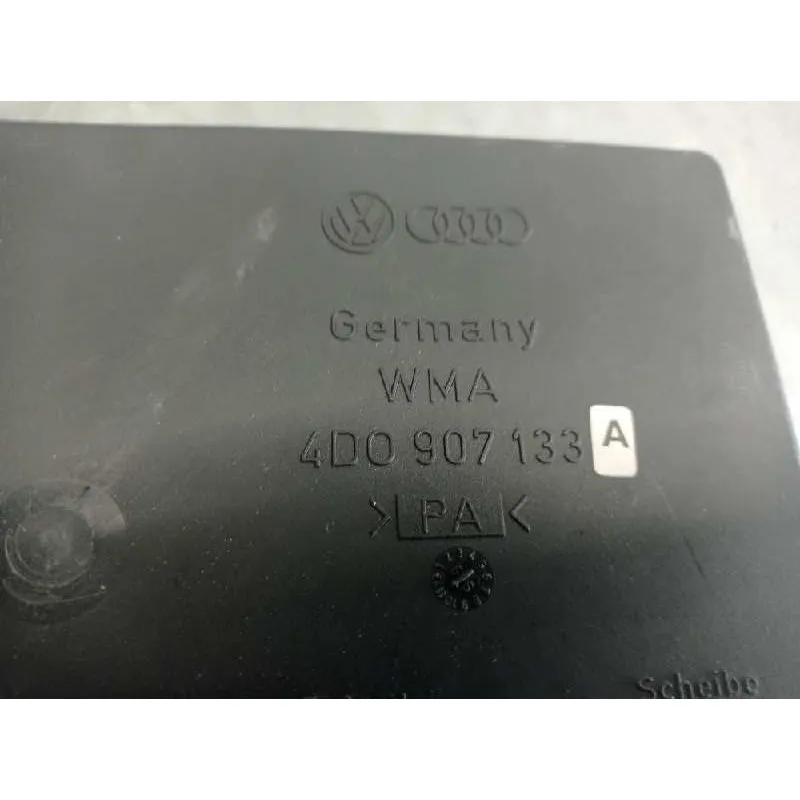 Germany
WMA
4D0 907 133 A
>PA<
Scheibe